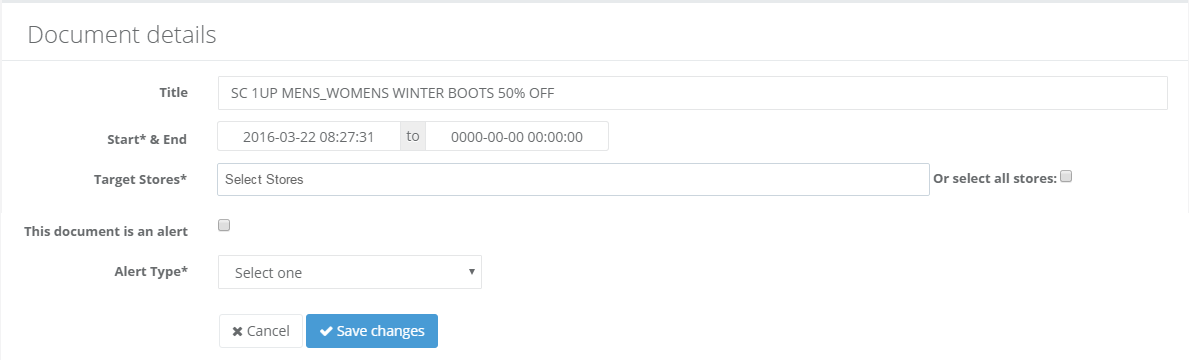 Document details
Title SC 1UP MENS_WOMENS WINTER BOOTS 50% OFF
Start* & End 2016-03-22 08:27:31 to 0000-00-00 00:00:00
Target Stores* Select Stores Or select all stores:
This document is an alert
Alert Type* Select one
Cancel Save changes